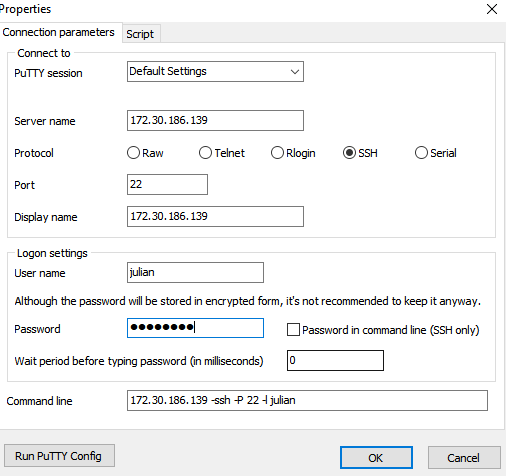 Properties
Connection parameters
Script
Connect to
PuTTY session
Default Settings
Server name
172.30.186.139
Protocol
Raw
Telnet
Rlogin
SSH
Serial
Port
22
Display name
172.30.186.139
Logon settings
User name
julian
Although the password will be stored in encrypted form, it's not recommended to keep it anyway.
Password
●●●●●●●●
Password in command line (SSH only)
Wait period before typing password (in milliseconds)
0
Command line
172.30.186.139 -ssh -P 22 -l julian
Run PuTTY Config
OK
Cancel